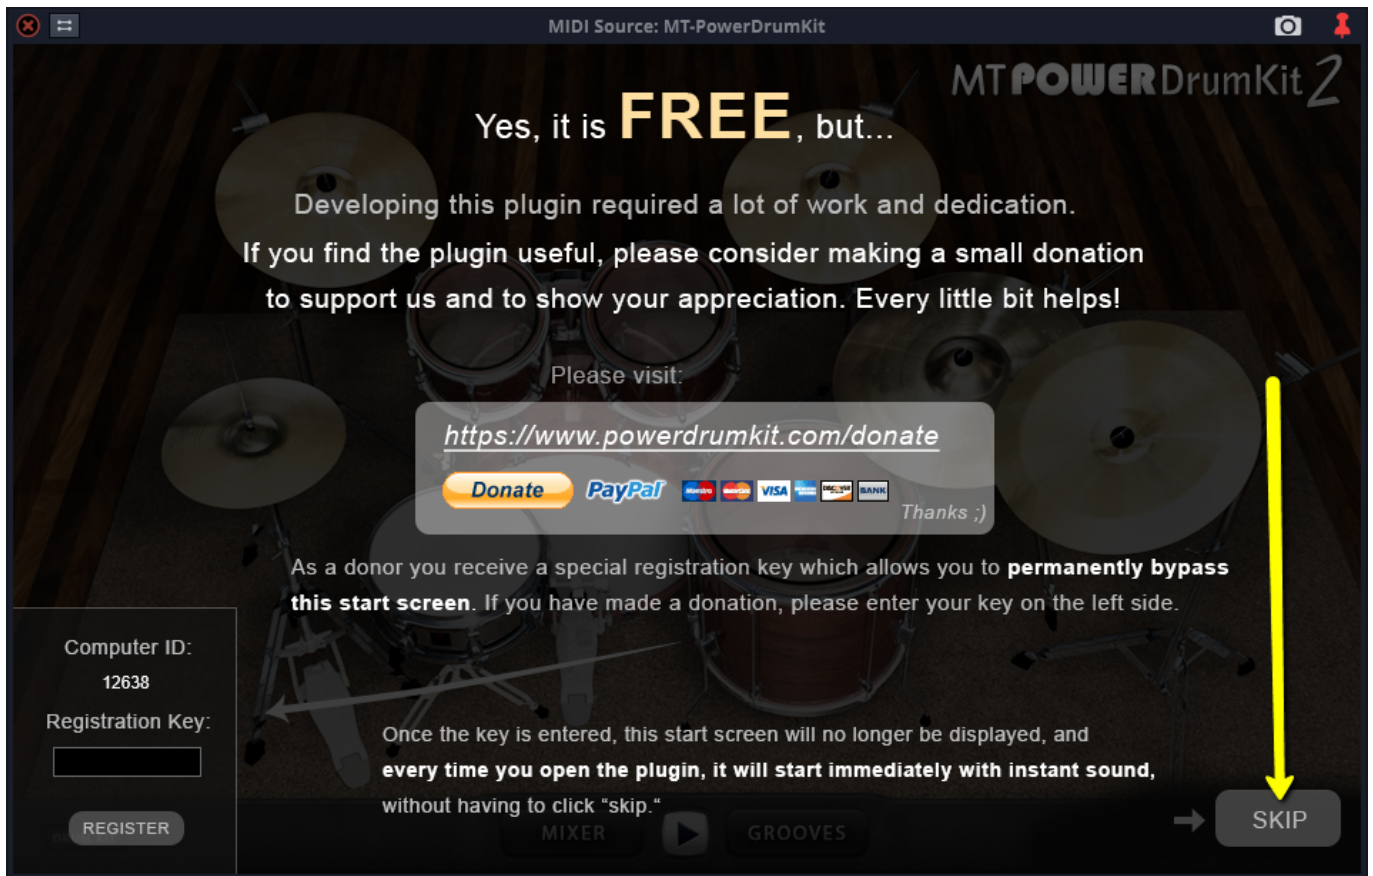 MIDI Source: MT-PowerDrumKit
MT POWER DrumKit 2
Yes, it is FREE, but...
Developing this plugin required a lot of work and dedication.
If you find the plugin useful, please consider making a small donation
to support us and to show your appreciation. Every little bit helps!
Please visit:
https://www.powerdrumkit.com/donate
Donate PayPal Maestro MasterCard VISA DISCOVER BANK
Thanks ;)
As a donor you receive a special registration key which allows you to permanently bypass
this start screen. If you have made a donation, please enter your key on the left side.
Computer ID:
12638
Registration Key:
REGISTER
Once the key is entered, this start screen will no longer be displayed, and
every time you open the plugin, it will start immediately with instant sound,
without having to click “skip.“
MIXER GROOVES
SKIP